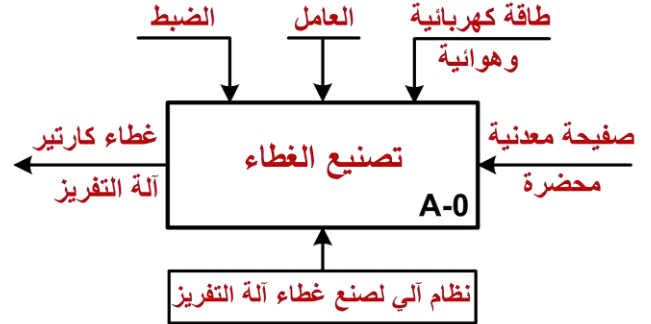 الضبط
العامل
طاقة كهربائية
وهوائية
صفيحة معدنية
محضرة
تصنيع الغطاء
A-0
غطاء كارتير
آلة التفريز
نظام آلي لصنع غطاء آلة التفريز